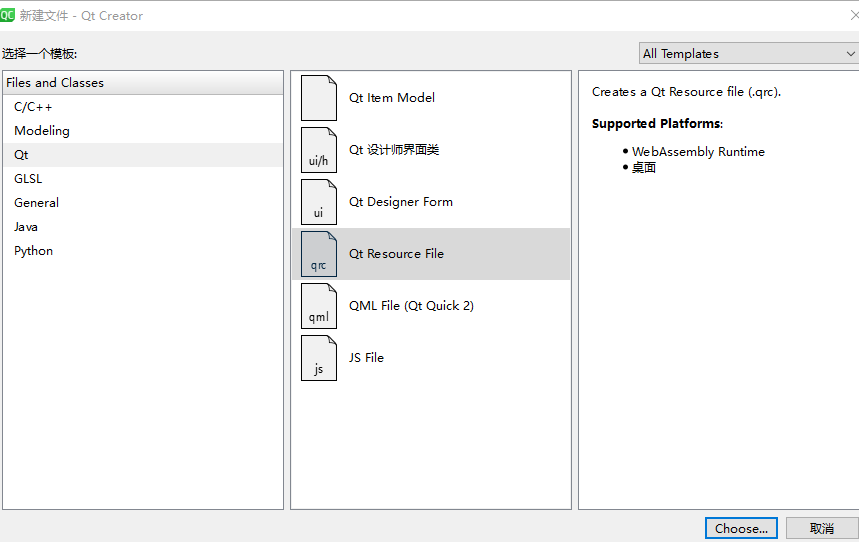 QC 新建文件 - Qt Creator
选择一个模板:
All Templates
Files and Classes
C/C++
Modeling
Qt
GLSL
General
Java
Python
Qt Item Model
ui/h
Qt 设计师界面类
ui
Qt Designer Form
qrc
Qt Resource File
qml
QML File (Qt Quick 2)
js
JS File
Creates a Qt Resource file (.qrc).
Supported Platforms:
• WebAssembly Runtime
• 桌面
Choose...
取消